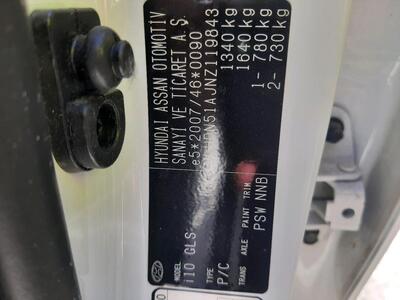 HYUNDAI ASSAN OTOMOTIV
SANAYI VE TICARET A.Ş.
e5*2007/46*0090
N51AJNZ119843
1340 kg
1640 kg
1- 780 kg
2- 730 kg
MODEL
i10 GLS
TYPE
P/C
TRANS AXLE PAINT TRIM
PSW NNB